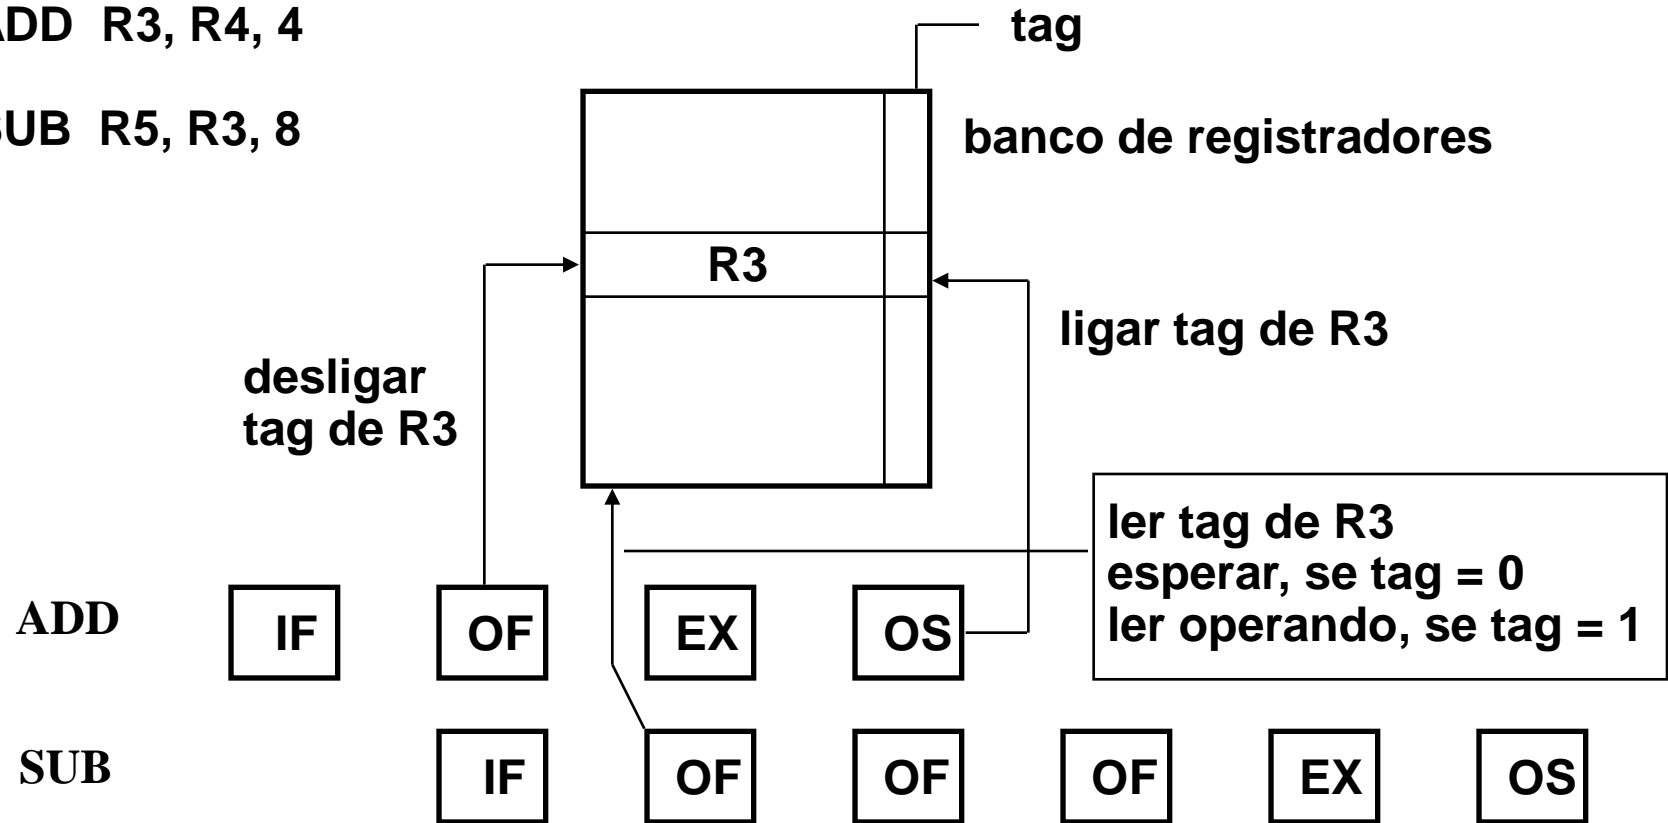 ADD R3, R4, 4
tag
SUB R5, R3, 8
banco de registradores
R3
ligar tag de R3
desligar
tag de R3
ler tag de R3
esperar, se tag = 0
ler operando, se tag = 1
ADD IF OF EX OS
SUB IF OF OF OF EX OS